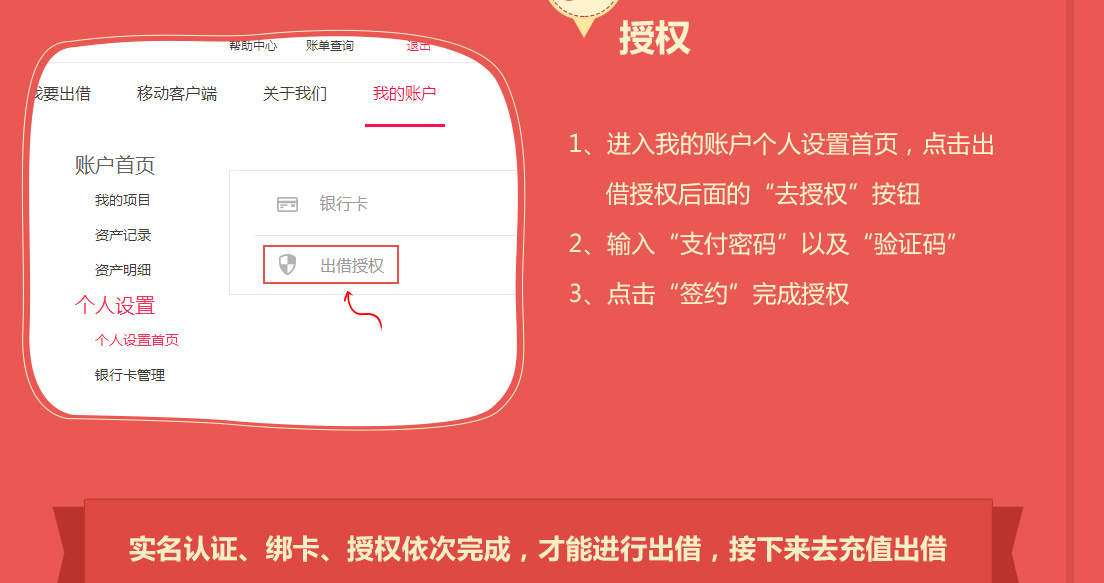 帮助中心 账单查询 退出
我要出借 移动客户端 关于我们 我的账户
账户首页
我的项目
资产记录
资产明细
个人设置
个人设置首页
银行卡管理
银行卡
出借授权
授权
1、进入我的账户个人设置首页，点击出
借授权后面的“去授权”按钮
2、输入“支付密码”以及“验证码”
3、点击“签约”完成授权
实名认证、绑卡、授权依次完成，才能进行出借，接下来去充值出借